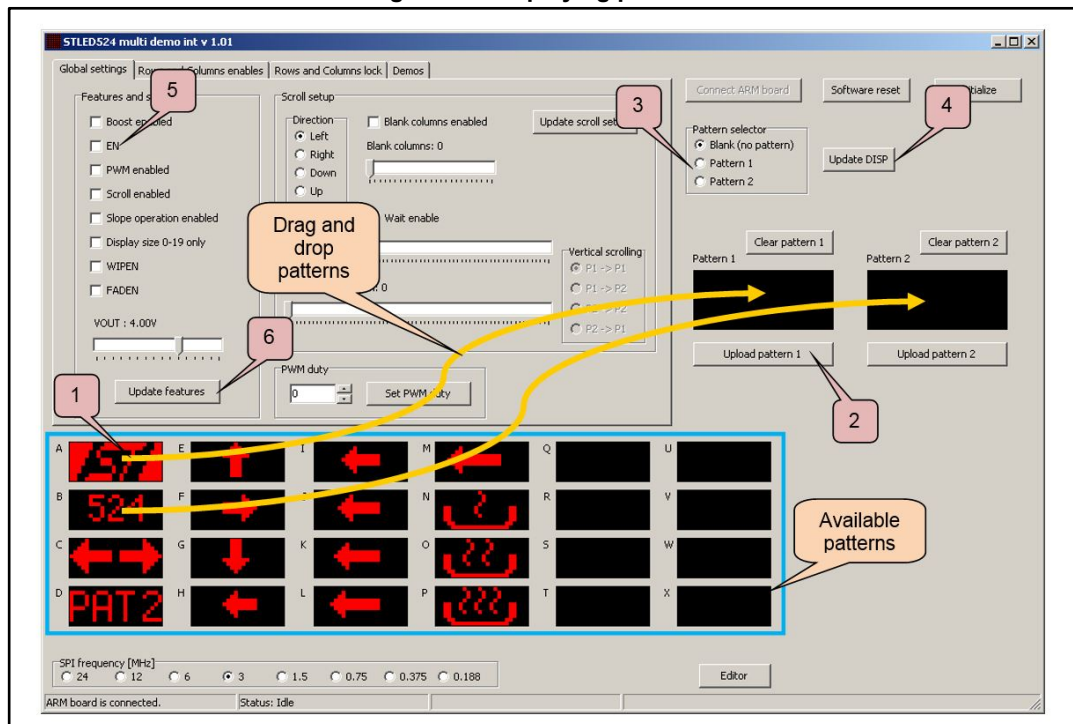 STLED524 multi demo int v 1.01
Global settings
Columns enables
Rows and Columns lock
Demos
5
Features and
Boost enabled
EN
PWM enabled
Scroll enabled
Slope operation enabled
Display size 0-19 only
WIPEN
FADEN
VOUT : 4.00V
6
Update features
1
Scroll setup
Direction
Left
Right
Down
Up
Blank columns enabled
Blank columns: 0
Update scroll
Wait enable
: 0
Drag and
drop
patterns
Vertical scrolling
P1 -> P1
P1 -> P2
P2 -> P1
PWM duty
0
Set PWM duty
3
4
Connect ARM board
Software reset
Pattern selector
Blank (no pattern)
Pattern 1
Pattern 2
Update DISP
Clear pattern 1
Clear pattern 2
Pattern 1
Pattern 2
Upload pattern 1
Upload pattern 2
2
A
ST
E
I
M
Q
U
B
524
F
N
R
V
C
G
K
O
S
W
D
PAT2
H
L
P
T
X
Available
patterns
SPI frequency [MHz]
24
12
6
3
1.5
0.75
0.375
0.188
Editor
ARM board is connected.
Status: Idle